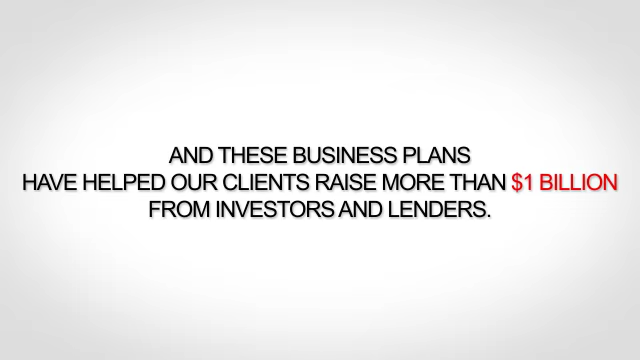 AND THESE BUSINESS PLANS
HAVE HELPED OUR CLIENTS RAISE MORE THAN $1 BILLION
FROM INVESTORS AND LENDERS.